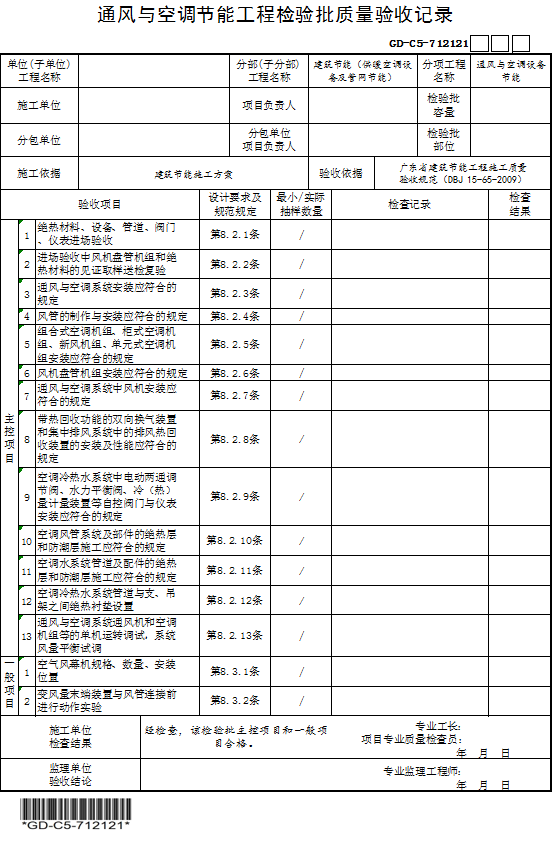 通风与空调节能工程检验批质量验收记录
GD-C5-712121
单位(子单位) 分部(子分部) 建筑节能（供暖空调设 分项工程 通风与空调设备
工程名称 工程名称 备及管网节能） 名称 节能
施工单位 项目负责人 检验批
容量
分包单位 分包单位 检验批
项目负责人 部位
施工依据 建筑节能施工方案 验收依据 广东省建筑节能工程施工质量
验收规范（DBJ 15-65-2009）
验收项目 设计要求及 最小/实际 检查记录 检查
规范规定 抽样数量 结果
主控项目
1 绝热材料、设备、管道、阀门 第8.2.1条 /
、仪表进场验收
2 进场验收中风机盘管机组和绝 第8.2.2条 /
热材料的见证取样送检复验
3 通风与空调系统安装应符合的 第8.2.3条 /
规定
4 风管的制作与安装应符合的规定 第8.2.4条 /
5 组合式空调机组、柜式空调机 第8.2.5条 /
组、新风机组、单元式空调机
组安装应符合的规定
6 风机盘管机组安装应符合的规定 第8.2.6条 /
7 通风与空调系统中风机安装应 第8.2.7条 /
符合的规定
8 带热回收功能的双向换气装置 第8.2.8条 /
和集中排风系统中的排风热回
收装置的安装及性能应符合的
规定
9 空调冷热水系统中电动两通调 第8.2.9条 /
节阀、水力平衡阀、冷（热）
量计量装置等自控阀门与仪表
安装应符合的规定
10 空调风管系统及部件的绝热层 第8.2.10条 /
和防潮层施工应符合的规定
11 空调水系统管道及配件的绝热 第8.2.11条 /
层和防潮层施工应符合的规定
12 空调冷热水系统管道与支、吊 第8.2.12条 /
架之间绝热衬垫设置
13 通风与空调系统通风机和空调 第8.2.13条 /
机组等的单机运转调试，系统
风量平衡试调
一般项目
1 空气风幕机规格、数量、安装 第8.3.1条 /
位置
2 变风量末端装置与风管连接前 第8.3.2条 /
进行动作实验
施工单位 经检查，该检验批主控项目和一般项 专业工长：
检查结果 目合格。 项目专业质量检查员：
年 月 日
监理单位 专业监理工程师：
验收结论 年 月 日
*GD-C5-712121*